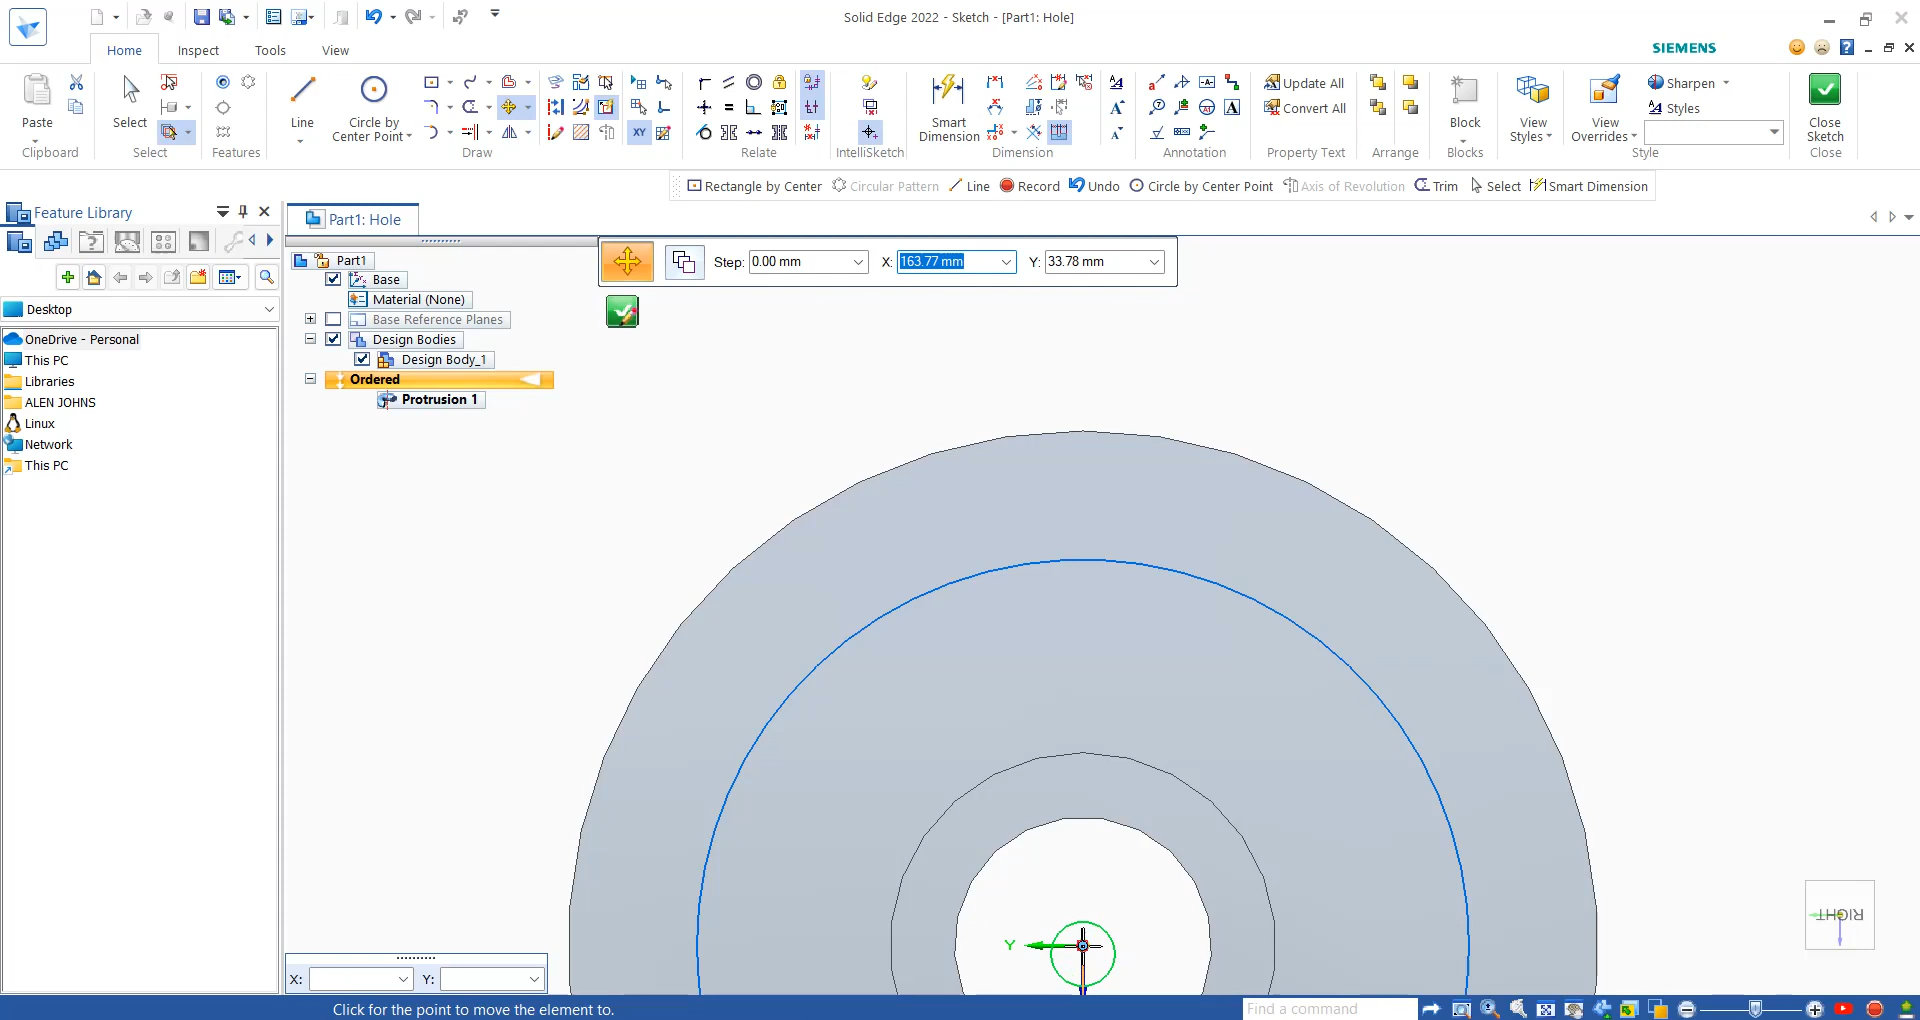 Solid Edge 2022 - Sketch - [Part1: Hole]
Home Inspect Tools View
SIEMENS
Paste
Clipboard
Select
Select
Features
Line
Circle by Center Point
Draw
XY
Relate
IntelliSketch
Smart Dimension
Dimension
A
Annotation
Update All
Convert All
Property Text
Arrange
Block
Blocks
View Styles
View Overrides
Sharpen
Styles
Style
Close Sketch
Close
Rectangle by Center Circular Pattern Line Record Undo Circle by Center Point Axis of Revolution Trim Select Smart Dimension
Feature Library
Desktop
OneDrive - Personal
This PC
Libraries
ALEN JOHNS
Linux
Network
This PC
Part1: Hole
Part1
Base
Material (None)
Base Reference Planes
Design Bodies
Design Body_1
Ordered
Protrusion 1
Step: 0.00 mm X: 163.77 mm Y: 33.78 mm
Y
RIGHT
X: Y:
Click for the point to move the element to.
Find a command